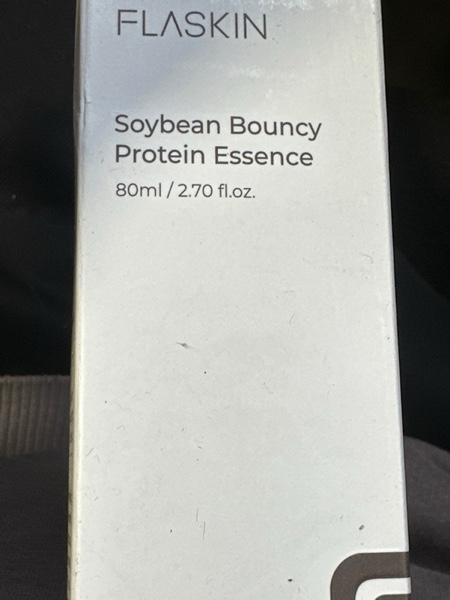 FLASKIN
Soybean Bouncy
Protein Essence
80ml / 2.70 fl.oz.